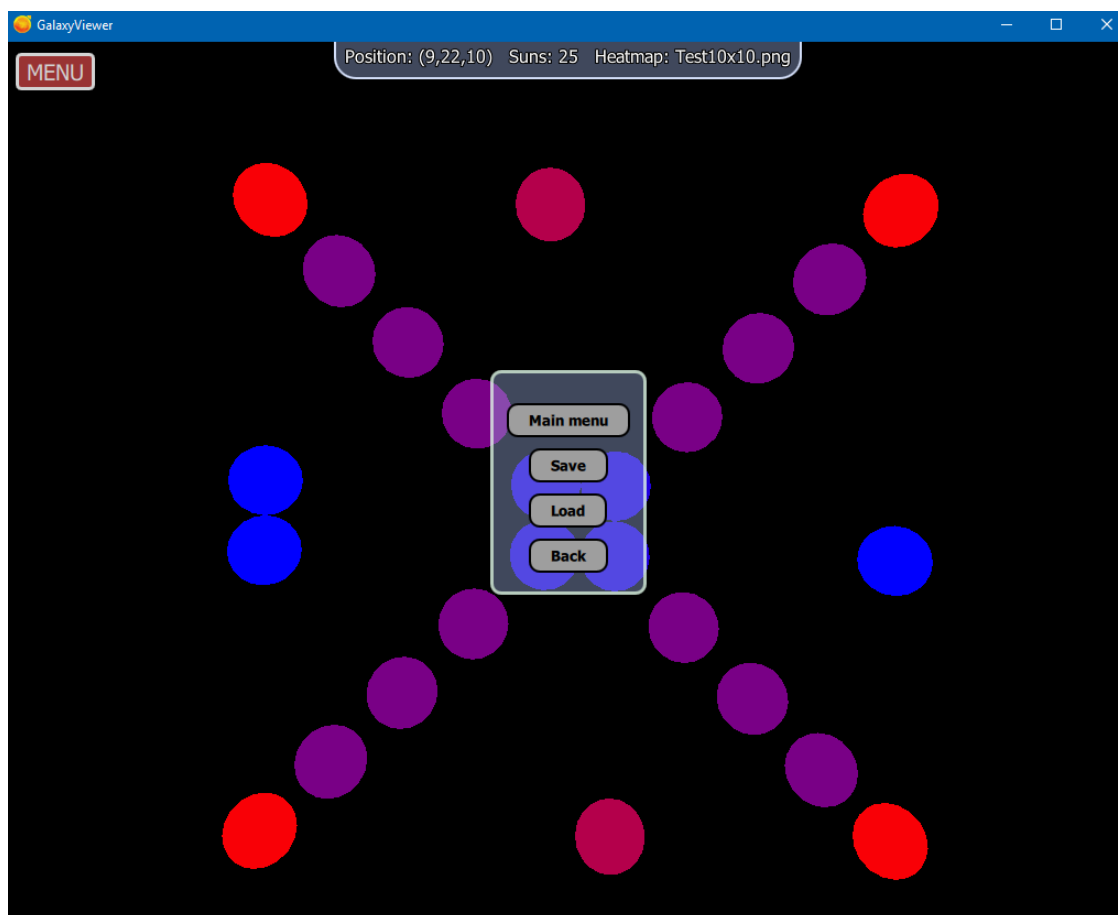 GalaxyViewer
MENU
Position: (9,22,10) Suns: 25 Heatmap: Test10x10.png
Main menu
Save
Load
Back